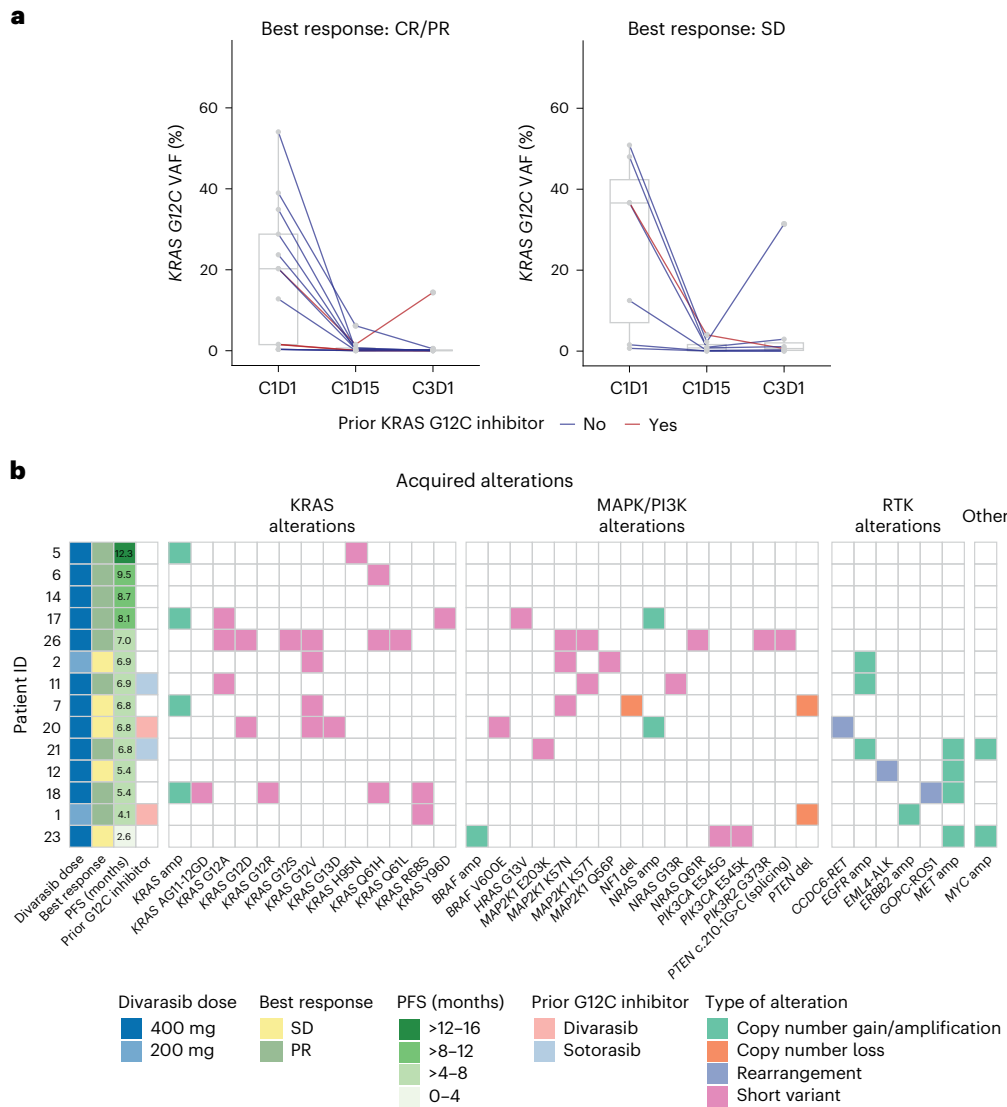 a
Best response: CR/PR
Best response: SD
KRAS G12C VAF (%)
60
40
20
0
C1D1 C1D15 C3D1
KRAS G12C VAF (%)
60
40
20
0
C1D1 C1D15 C3D1
Prior KRAS G12C inhibitor No Yes
b
Acquired alterations
KRAS
alterations
MAPK/PI3K
alterations
RTK
alterations
Other
Patient ID
5 12.3
6 9.5
14 8.7
17 8.1
26 7.0
2 6.9
11 6.9
7 6.8
20 6.8
21 6.8
12 5.4
18 5.4
1 4.1
23 2.6
Divarasib dose
Best response
PFS (months)
Prior G12C inhibitor
KRAS amp
KRAS AG11-12GD
KRAS G12A
KRAS G12D
KRAS G12R
KRAS G12S
KRAS G12V
KRAS G13D
KRAS H95N
KRAS Q61H
KRAS Q61L
KRAS R68S
KRAS Y96D
BRAF amp
BRAF V600E
HRAS G13V
MAP2K1 E203K
MAP2K1 K57N
MAP2K1 K57T
MAP2K1 Q56P
NF1 del
NRAS amp
NRAS G13R
NRAS Q61R
PIK3CA E545G
PIK3CA E545K
PIK3R2 G373R
PTEN c.210-1G>C (splicing)
PTEN del
CCDC6-RET
EGFR amp
EML4-ALK
ERBB2 amp
GOPC-ROS1
MET amp
MYC amp
Divarasib dose
400 mg
200 mg
Best response
SD
PR
PFS (months)
>12–16
>8–12
>4–8
0–4
Prior G12C inhibitor
Divarasib
Sotorasib
Type of alteration
Copy number gain/amplification
Copy number loss
Rearrangement
Short variant